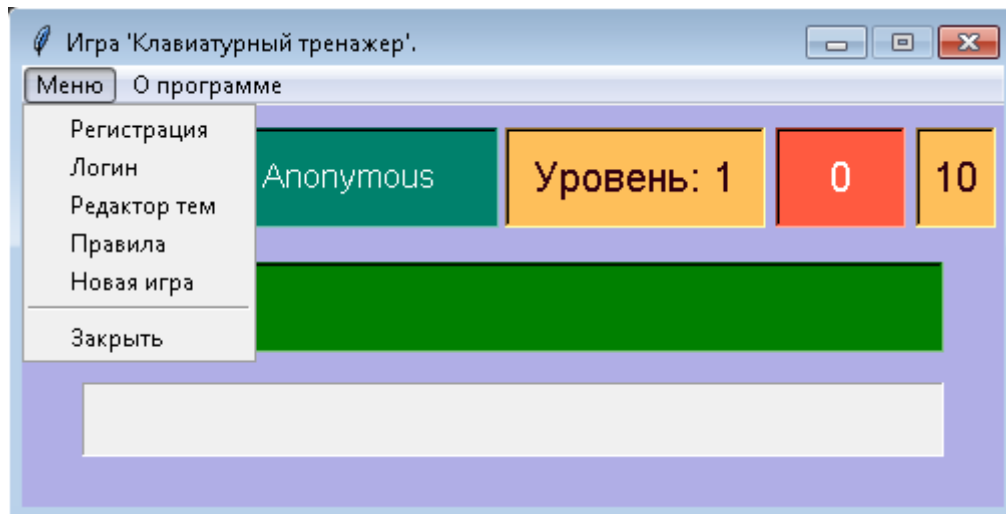 Игра 'Клавиатурный тренажер'.
Меню О программе
Регистрация
Логин
Редактор тем
Правила
Новая игра
Закрыть
Anonymous
Уровень: 1
0
10